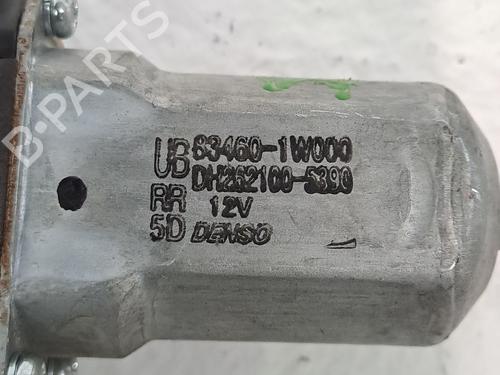 B-PARTS
UB 83460-1W000
DH262100-5390
RR 12V
5D DENSO